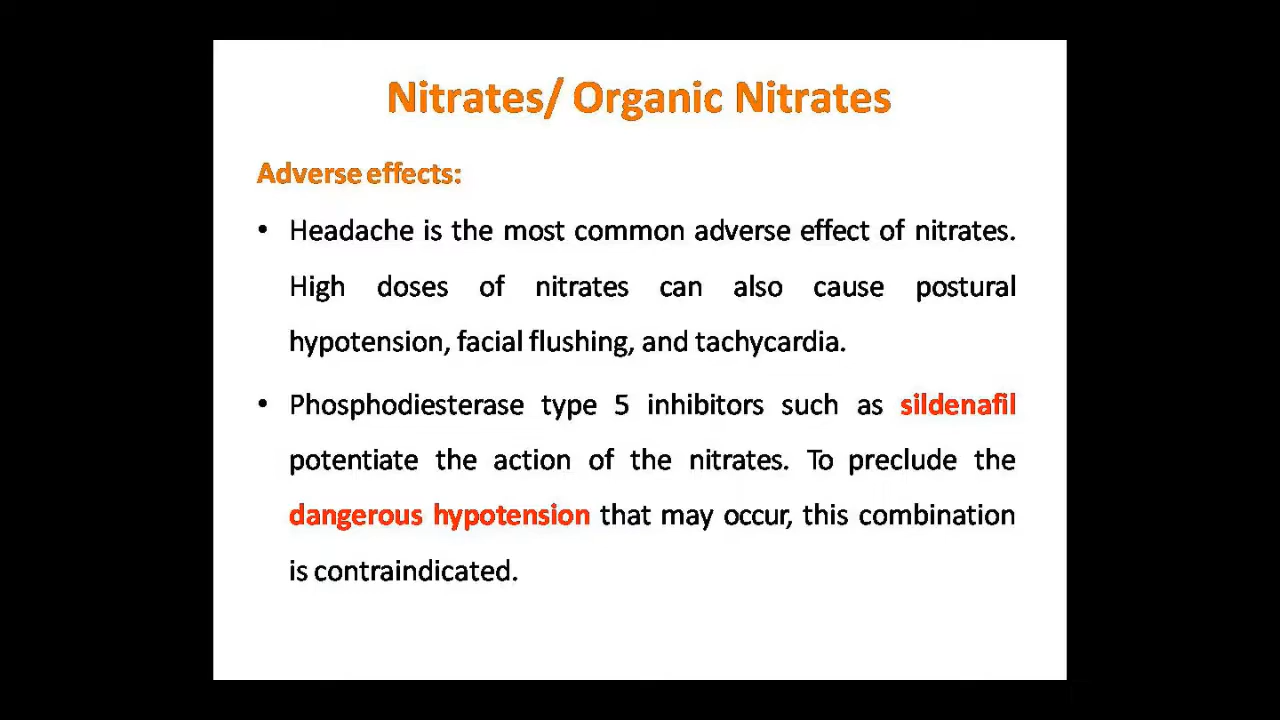 Nitrates/ Organic Nitrates
Adverse effects:
• Headache is the most common adverse effect of nitrates.
High doses of nitrates can also cause postural
hypotension, facial flushing, and tachycardia.
• Phosphodiesterase type 5 inhibitors such as sildenafil
potentiate the action of the nitrates. To preclude the
dangerous hypotension that may occur, this combination
is contraindicated.